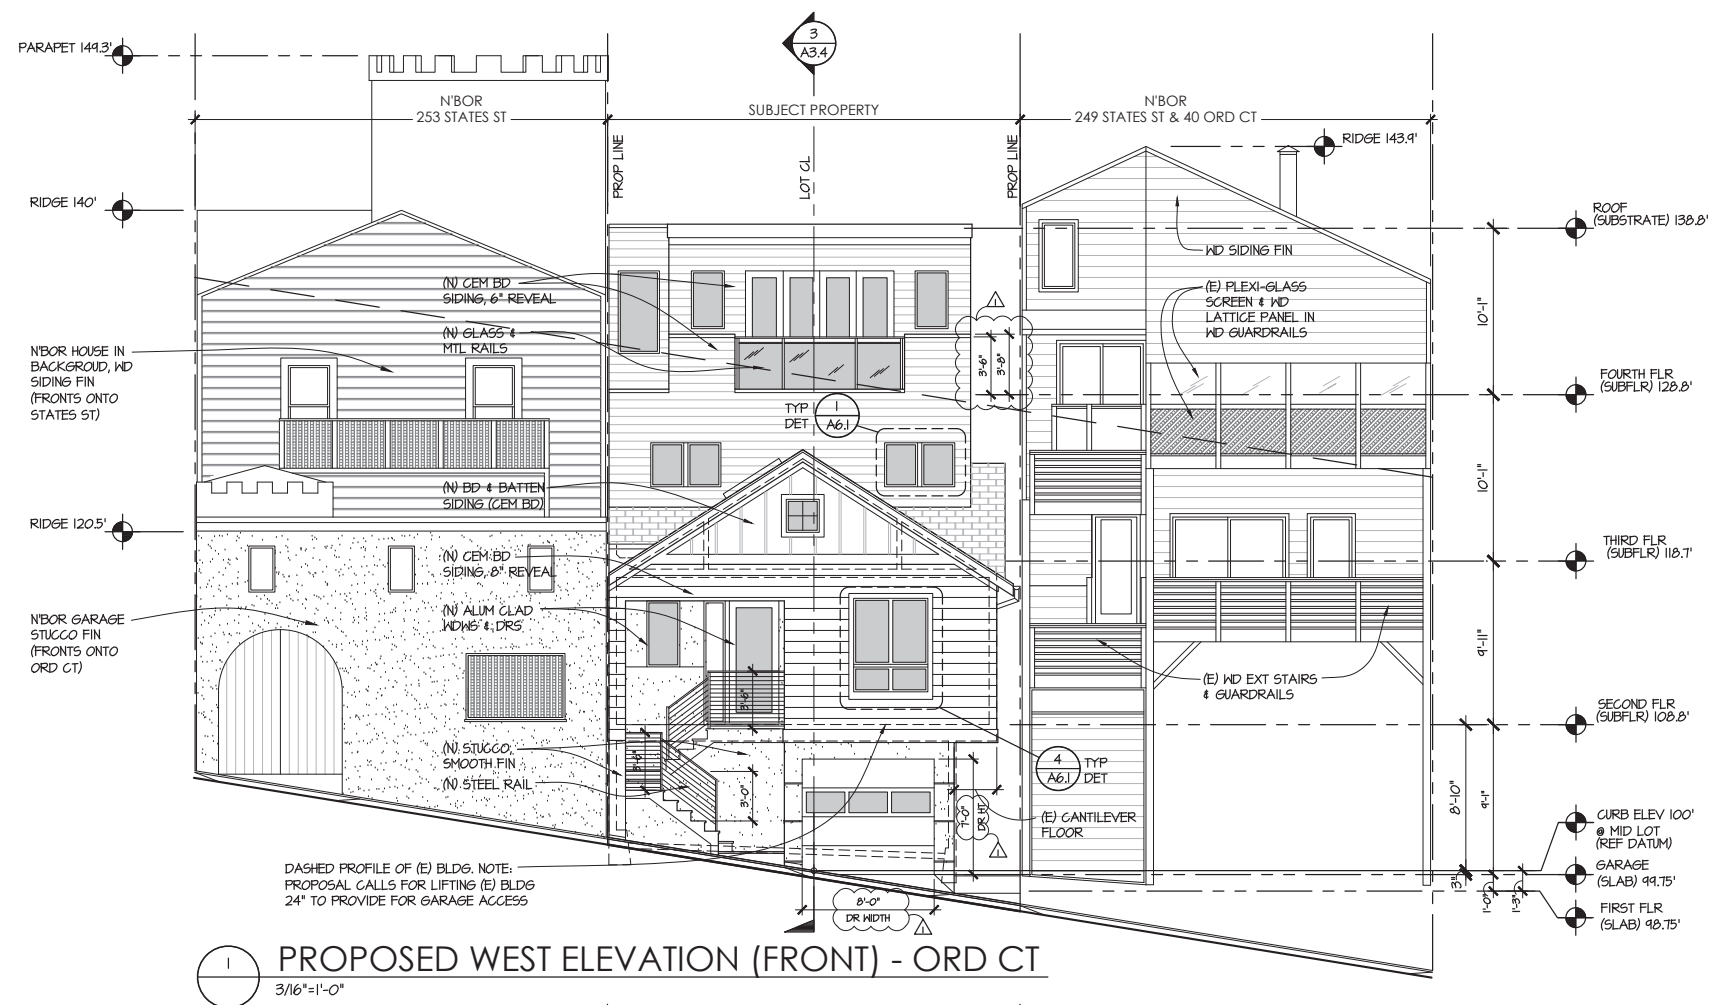 3
A3.4
PARAPET 149.3'
N'BOR
253 STATES ST
SUBJECT PROPERTY
N'BOR
249 STATES ST & 40 ORD CT
PROP LINE
LOT CL
PROP LINE
RIDGE 143.9'
RIDGE 140'
ROOF
(SUBSTRATE) 138.8'
WD SIDING FIN
(N) CEM BD
SIDING, 6" REVEAL
(E) PLEXI-GLASS
SCREEN & WD
LATTICE PANEL IN
WD GUARDRAILS
1
10'-1"
(N) GLASS &
MTL RAILS
3'-6"
3'-8"
N'BOR HOUSE IN
BACKGROUD, WD
SIDING FIN
(FRONTS ONTO
STATES ST)
FOURTH FLR
(SUBFLR) 128.8'
TYP
DET
1
A6.1
10'-1"
(N) BD & BATTEN
SIDING (CEM BD)
RIDGE 120.5'
THIRD FLR
(SUBFLR) 118.7'
(N) CEM BD
SIDING, 8" REVEAL
(N) ALUM CLAD
WDWS & DRS
N'BOR GARAGE
STUCCO FIN
(FRONTS ONTO
ORD CT)
9'-11"
(E) WD EXT STAIRS
& GUARDRAILS
3'-6"
SECOND FLR
(SUBFLR) 108.8'
(N) STUCCO,
SMOOTH FIN
(N) STEEL RAIL
3'-6"
3'-0"
4
A6.1
TYP
DET
8'-10"
9'-1"
7'-0"
DR HT
1
(E) CANTILEVER
FLOOR
CURB ELEV 100'
@ MID LOT
(REF DATUM)
GARAGE
(SLAB) 99.75'
3"
1'-0"
1'-3"
FIRST FLR
(SLAB) 98.75'
DASHED PROFILE OF (E) BLDG. NOTE:
PROPOSAL CALLS FOR LIFTING (E) BLDG
24" TO PROVIDE FOR GARAGE ACCESS
8'-0"
DR WIDTH
1
1
PROPOSED WEST ELEVATION (FRONT) - ORD CT
3/16"=1'-0"